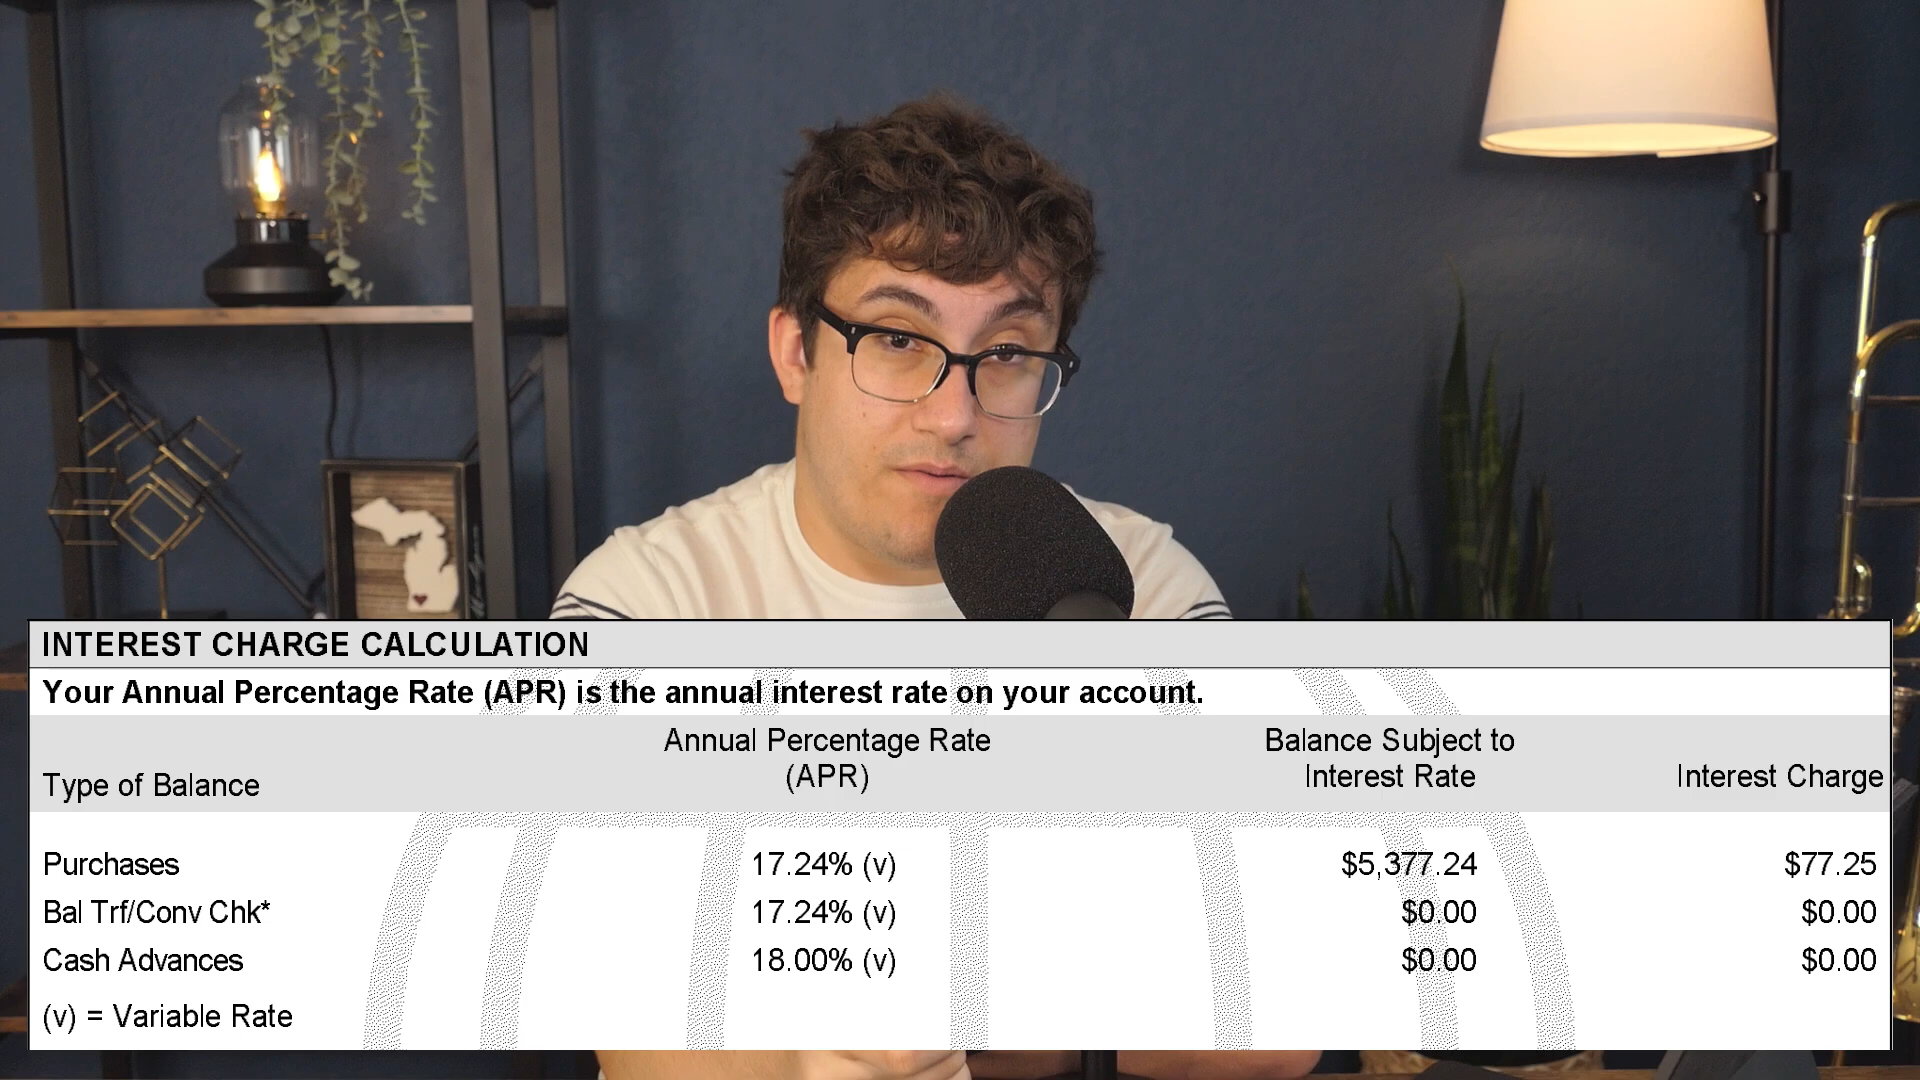 INTEREST CHARGE CALCULATION
Your Annual Percentage Rate (APR) is the annual interest rate on your account.
Type of Balance Annual Percentage Rate (APR) Balance Subject to Interest Rate Interest Charge
Purchases 17.24% (v) $5,377.24 $77.25
Bal Trf/Conv Chk* 17.24% (v) $0.00 $0.00
Cash Advances 18.00% (v) $0.00 $0.00
(v) = Variable Rate